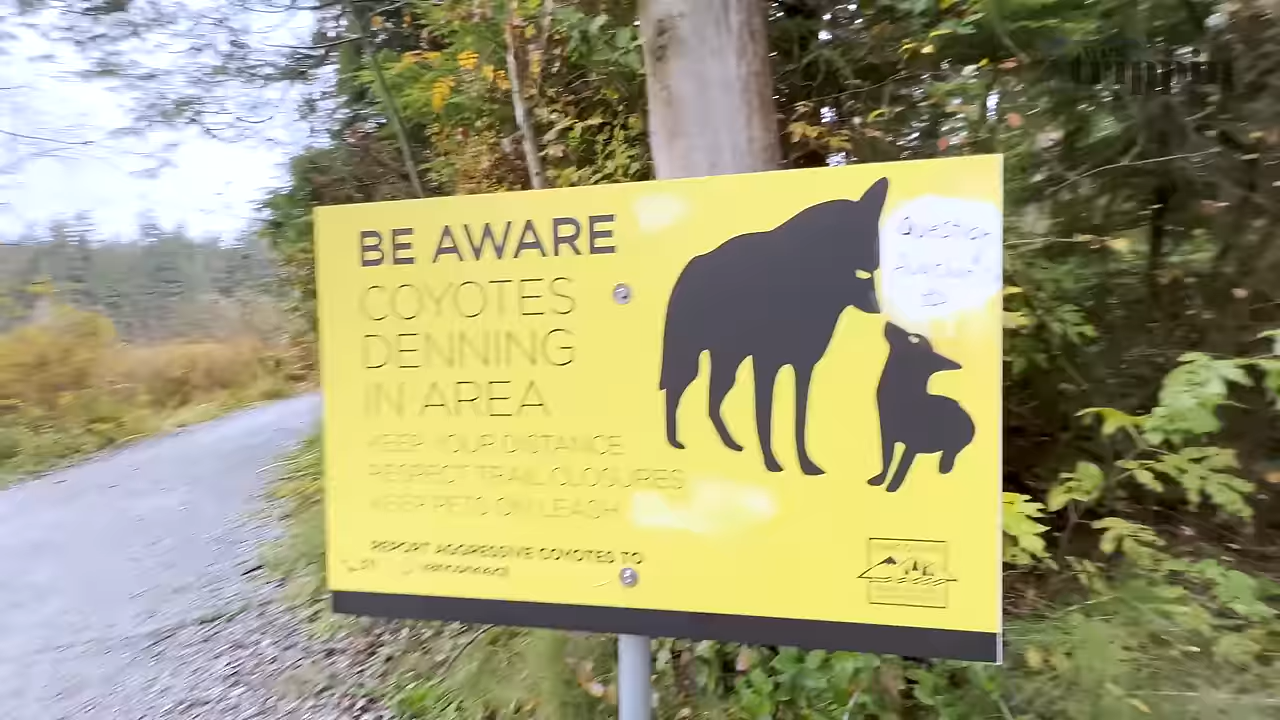 BE AWARE
COYOTES
DENNING
IN AREA
KEEP YOUR DISTANCE
RESPECT TRAIL CLOSURES
KEEP PETS ON LEASH
REPORT AGGRESSIVE COYOTES TO
QUESTION